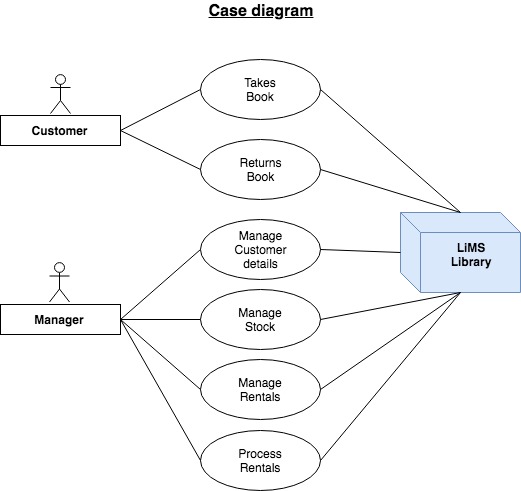 Case diagram
Takes
Book
Customer
Returns
Book
Manage
Customer
details
LiMS
Library
Manager
Manage
Stock
Manage
Rentals
Process
Rentals